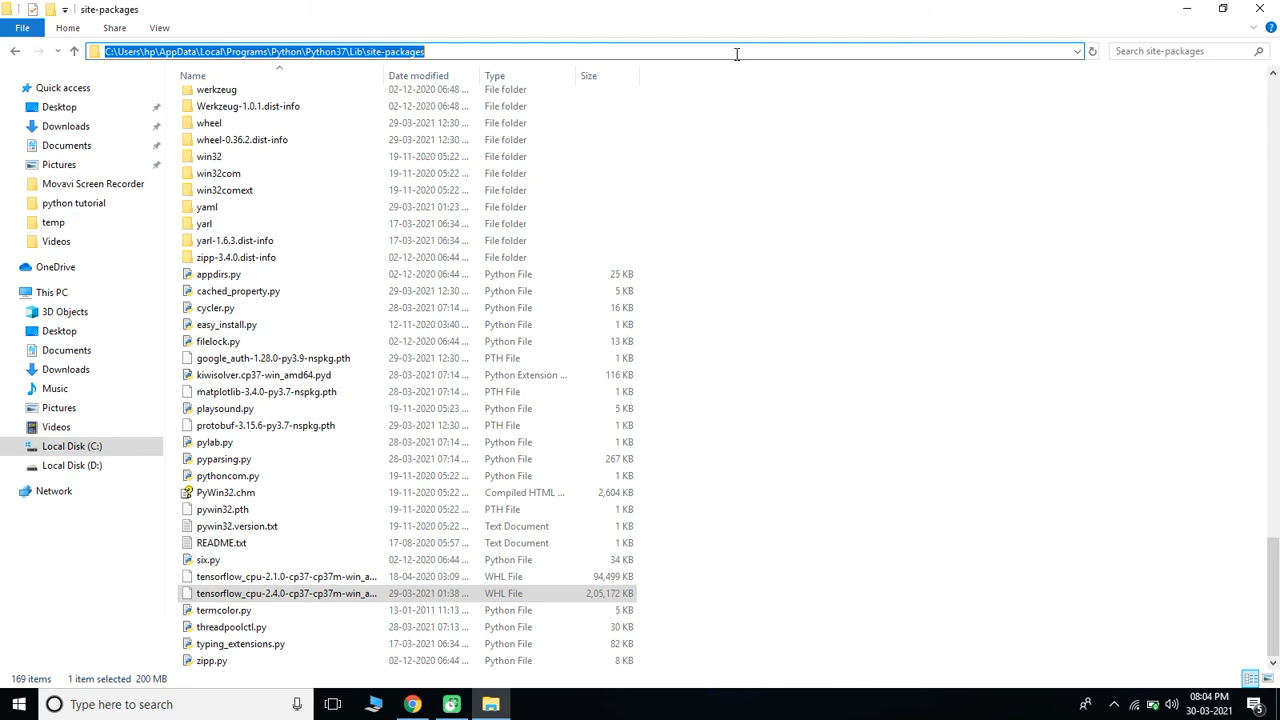 site-packages
File Home Share View
C:\Users\hp\AppData\Local\Programs\Python\Python37\Lib\site-packages Search site-packages
Name Date modified Type Size
Quick access
Desktop
Downloads
Documents
Pictures
Movavi Screen Recorder
python tutorial
temp
Videos
OneDrive
This PC
3D Objects
Desktop
Documents
Downloads
Music
Pictures
Videos
Local Disk (C:)
Local Disk (D:)
Network
werkzeug 02-12-2020 06:48 ... File folder
Werkzeug-1.0.1.dist-info 02-12-2020 06:48 ... File folder
wheel 29-03-2021 12:30 ... File folder
wheel-0.36.2.dist-info 29-03-2021 12:30 ... File folder
win32 19-11-2020 05:22 ... File folder
win32com 19-11-2020 05:22 ... File folder
win32comext 19-11-2020 05:22 ... File folder
yaml 29-03-2021 01:23 ... File folder
yarl 17-03-2021 06:34 ... File folder
yarl-1.6.3.dist-info 17-03-2021 06:34 ... File folder
zipp-3.4.0.dist-info 02-12-2020 06:44 ... File folder
appdirs.py 02-12-2020 06:44 ... Python File 25 KB
cached_property.py 29-03-2021 12:30 ... Python File 5 KB
cycler.py 28-03-2021 07:14 ... Python File 16 KB
easy_install.py 12-11-2020 03:40 ... Python File 1 KB
filelock.py 02-12-2020 06:44 ... Python File 13 KB
google_auth-1.28.0-py3.9-nspkg.pth 29-03-2021 12:30 ... PTH File 1 KB
kiwisolver.cp37-win_amd64.pyd 28-03-2021 07:14 ... Python Extension ... 116 KB
matplotlib-3.4.0-py3.7-nspkg.pth 28-03-2021 07:14 ... PTH File 1 KB
playsound.py 19-11-2020 05:23 ... Python File 5 KB
protobuf-3.15.6-py3.7-nspkg.pth 29-03-2021 12:30 ... PTH File 1 KB
pylab.py 28-03-2021 07:14 ... Python File 1 KB
pyparsing.py 28-03-2021 07:14 ... Python File 267 KB
pythoncom.py 19-11-2020 05:22 ... Python File 1 KB
PyWin32.chm 19-11-2020 05:22 ... Compiled HTML ... 2,604 KB
pywin32.pth 19-11-2020 05:22 ... PTH File 1 KB
pywin32.version.txt 19-11-2020 05:22 ... Text Document 1 KB
README.txt 17-08-2020 05:57 ... Text Document 1 KB
six.py 02-12-2020 06:44 ... Python File 34 KB
tensorflow_cpu-2.1.0-cp37-cp37m-win_a... 18-04-2020 03:09 ... WHL File 94,499 KB
tensorflow_cpu-2.4.0-cp37-cp37m-win_a... 29-03-2021 01:38 ... WHL File 2,05,172 KB
termcolor.py 13-01-2011 11:13 ... Python File 5 KB
threadpoolctl.py 28-03-2021 07:13 ... Python File 30 KB
typing_extensions.py 17-03-2021 06:34 ... Python File 82 KB
zipp.py 02-12-2020 06:44 ... Python File 8 KB
169 items 1 item selected 200 MB
Type here to search
08:04 PM
30-03-2021